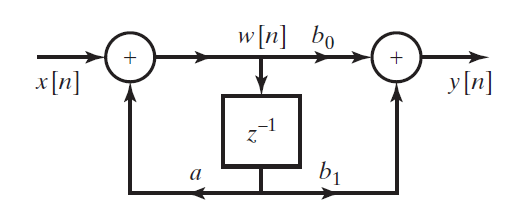 + w[n] b₀ +
x[n] y[n]
z⁻¹
a b₁